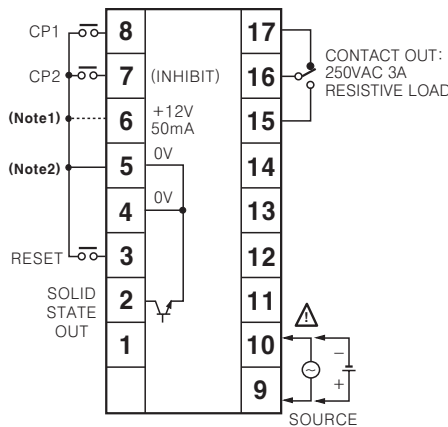 CP1
8
17
CONTACT OUT:
250VAC 3A
RESISTIVE LOAD
CP2
7
(INHIBIT)
16
(Note1)
6
+12V
50mA
15
(Note2)
5
0V
14
4
0V
13
RESET
3
12
SOLID
STATE
OUT
2
11
1
10
9
SOURCE